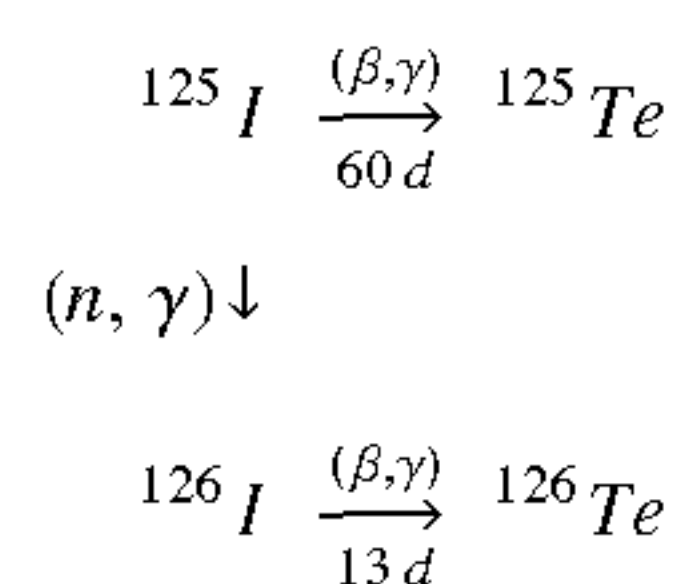 ¹²⁵I (β,γ) → 60 d ¹²⁵Te
(n, γ)↓
¹²⁶I (β,γ) → 13 d ¹²⁶Te